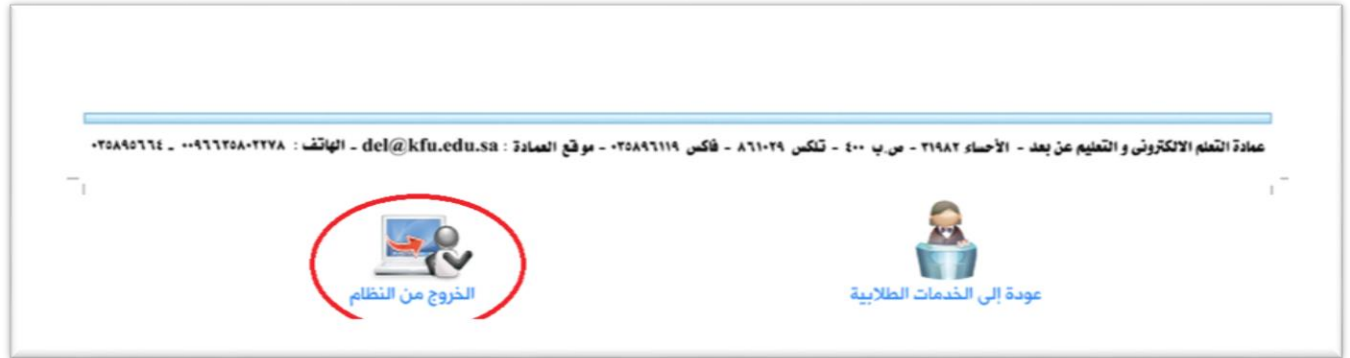 عمادة التعلم الالكتروني و التعليم عن بعد - الأحساء ٣١٩٨٢ - ص.ب ٤٠٠ - تلكس ٨٦١٠٢٩ - فاكس ٠٣٥٨٩٦١١٩ - موقع العمادة : del@kfu.edu.sa - الهاتف : ٠٠٩٦٦٣٥٨٠٢٢٧٨ ـ ٠٣٥٨٩٥٦٦٤
عودة إلى الخدمات الطلابية
الخروج من النظام